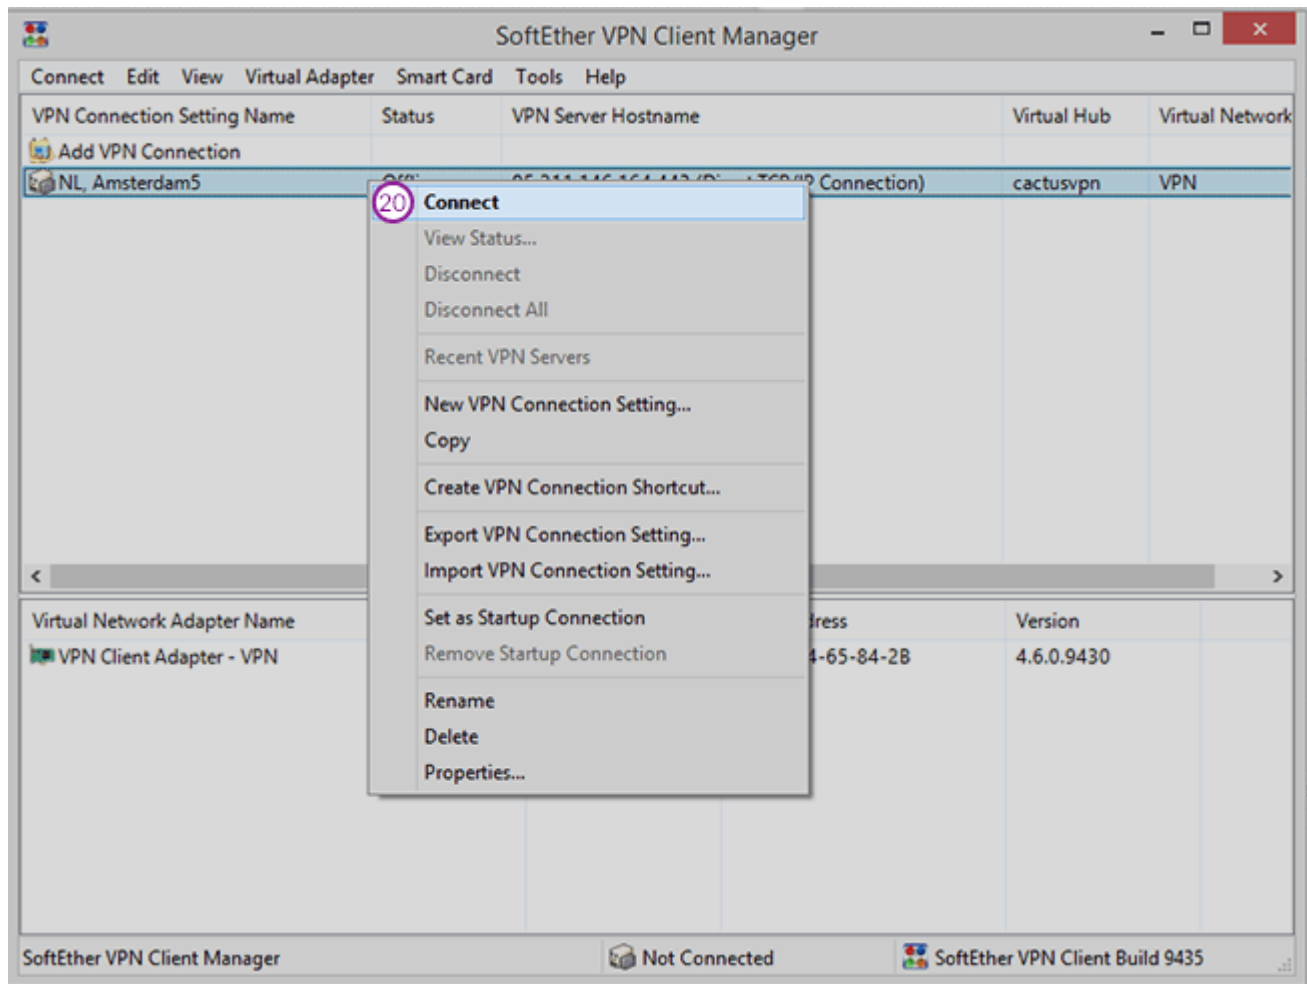 SoftEther VPN Client Manager
Connect Edit View Virtual Adapter Smart Card Tools Help
VPN Connection Setting Name Status VPN Server Hostname Virtual Hub Virtual Network
Add VPN Connection
NL, Amsterdam5 Connection) cactusvpn VPN
20 Connect
View Status...
Disconnect
Disconnect All
Recent VPN Servers
New VPN Connection Setting...
Copy
Create VPN Connection Shortcut...
Export VPN Connection Setting...
Import VPN Connection Setting...
Virtual Network Adapter Name Set as Startup Connection Version
VPN Client Adapter - VPN Remove Startup Connection 4-65-84-2B 4.6.0.9430
Rename
Delete
Properties...
SoftEther VPN Client Manager Not Connected SoftEther VPN Client Build 9435